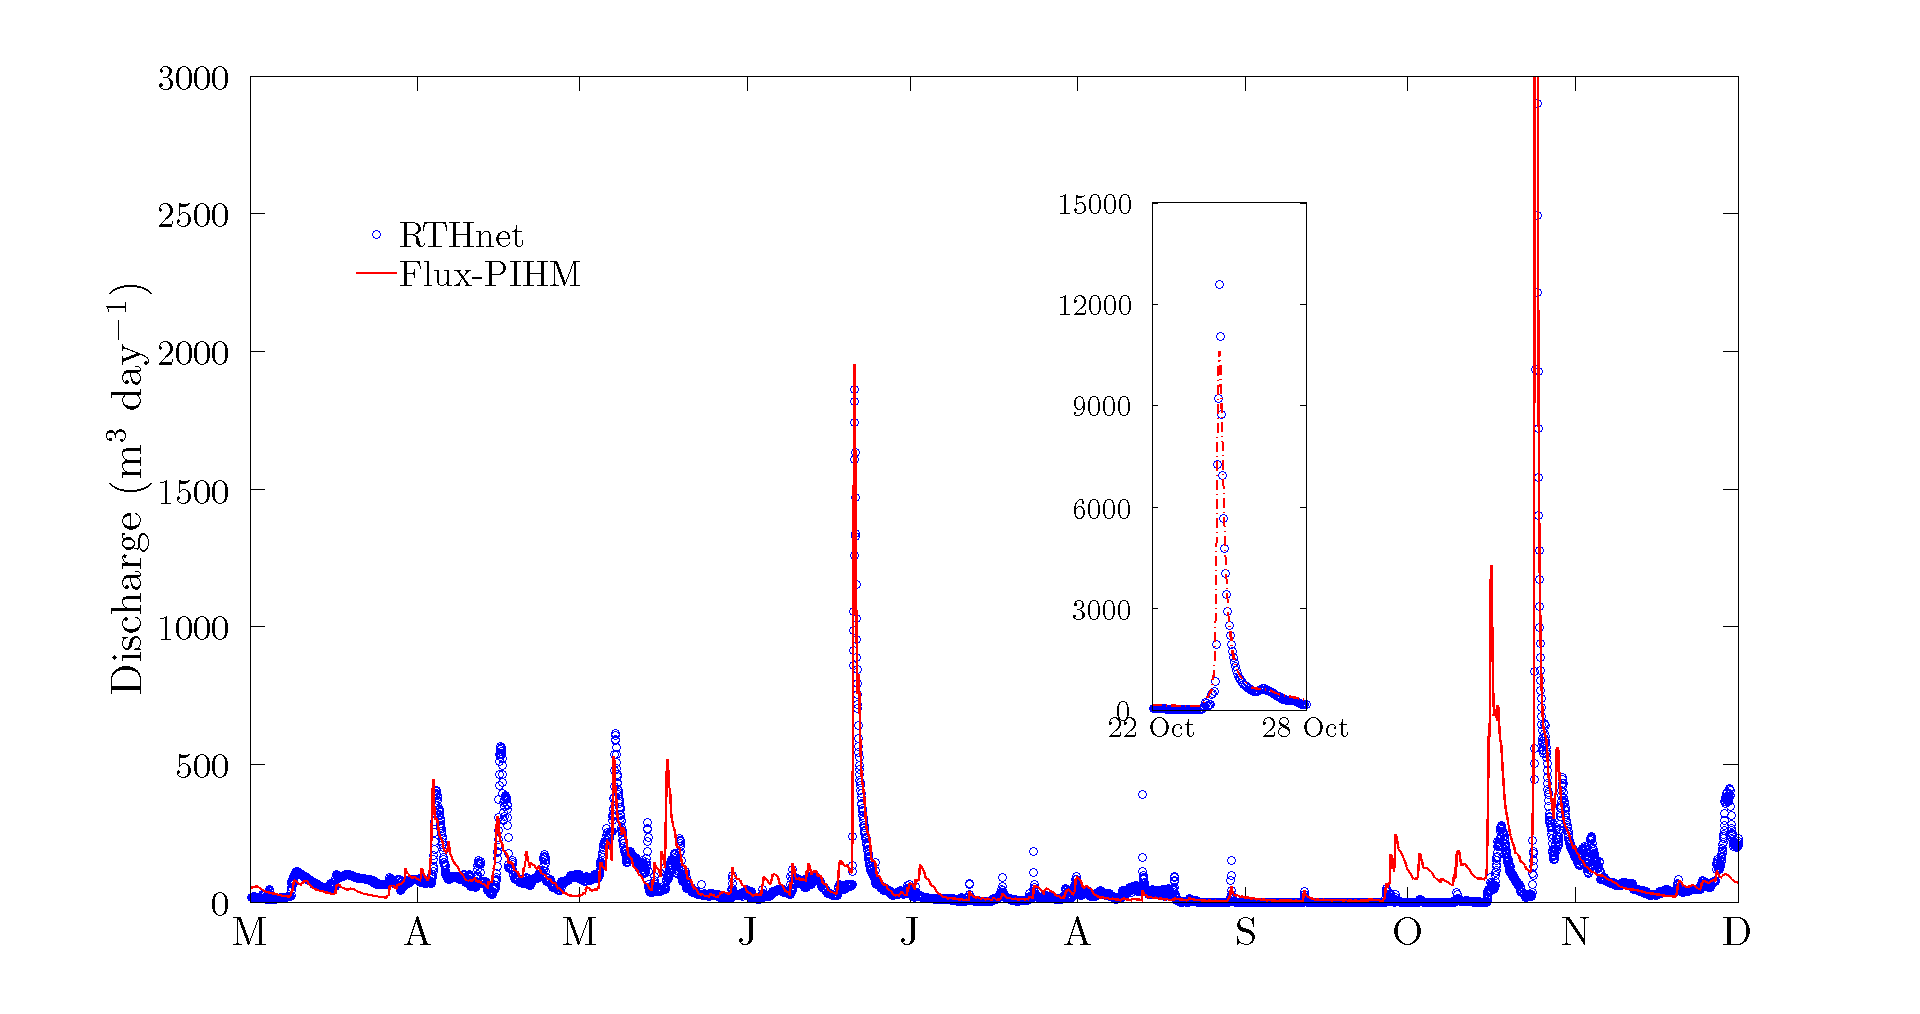 3000
2500
2000
1500
1000
500
0
Discharge (m³ day⁻¹)
RTHnet
Flux-PIHM
15000
12000
9000
6000
3000
0
22 Oct 28 Oct
M A M J J A S O N D